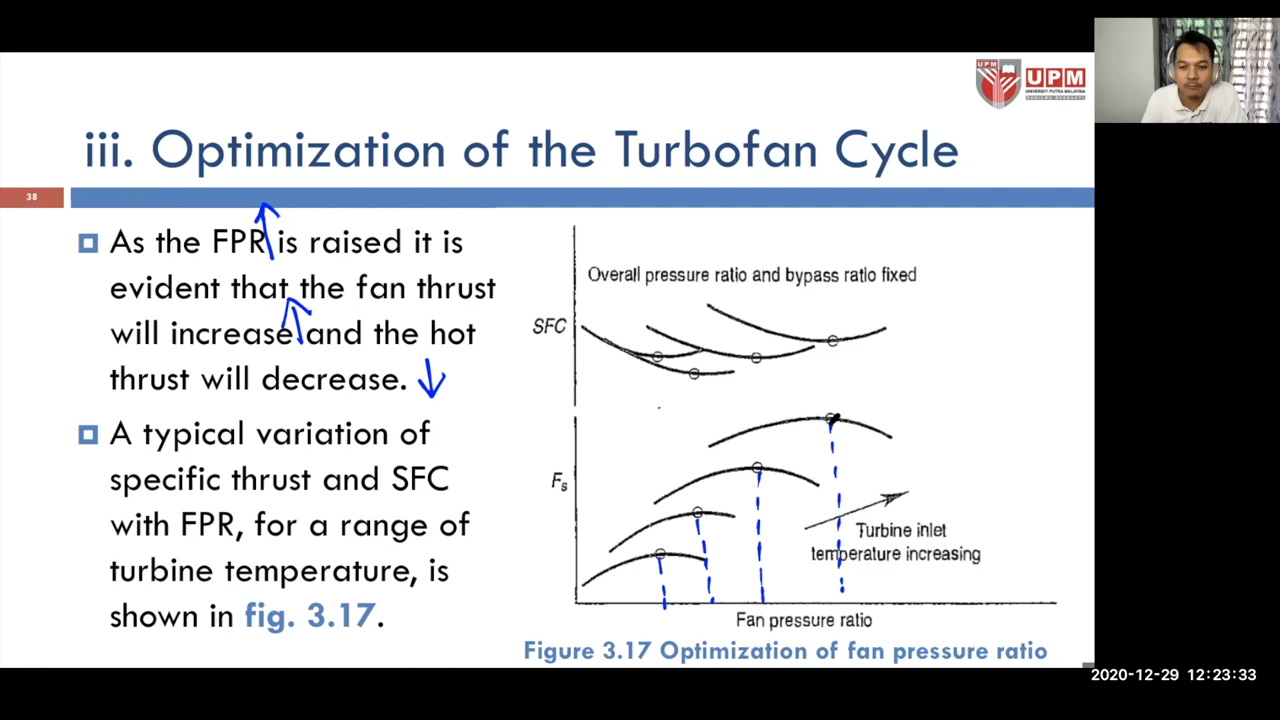 UPM
UPM
UNIVERSITI PUTRA MALAYSIA
iii. Optimization of the Turbofan Cycle
38
As the FPR is raised it is
evident that the fan thrust
will increase and the hot
thrust will decrease.
A typical variation of
specific thrust and SFC
with FPR, for a range of
turbine temperature, is
shown in fig. 3.17.
Overall pressure ratio and bypass ratio fixed
SFC
Fs
Turbine inlet
temperature increasing
Fan pressure ratio
Figure 3.17 Optimization of fan pressure ratio
2020-12-29 12:23:33